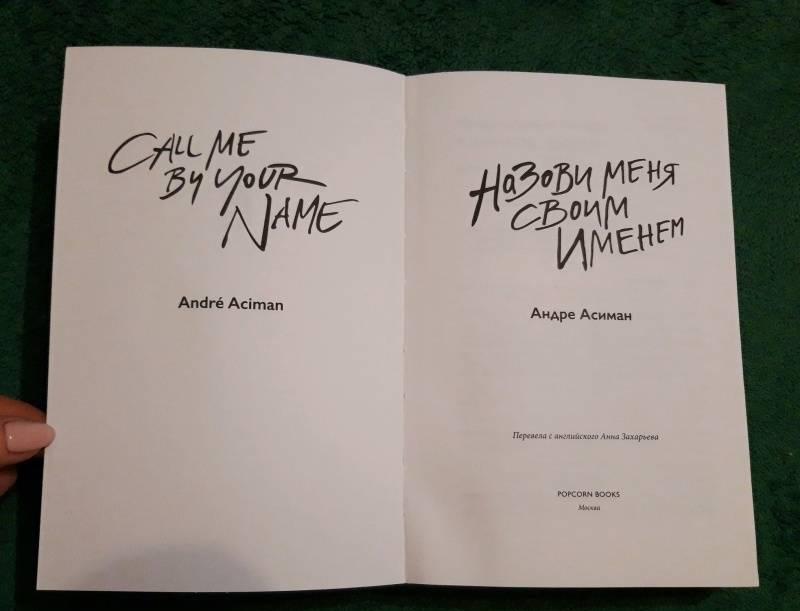 CALL ME
BY YOUR
NAME
André Aciman
НАЗОВИ МЕНЯ
СВОИМ
ИМЕНЕМ
Андре Асиман
Перевела с английского Анна Захарьева
POPCORN BOOKS
Москва